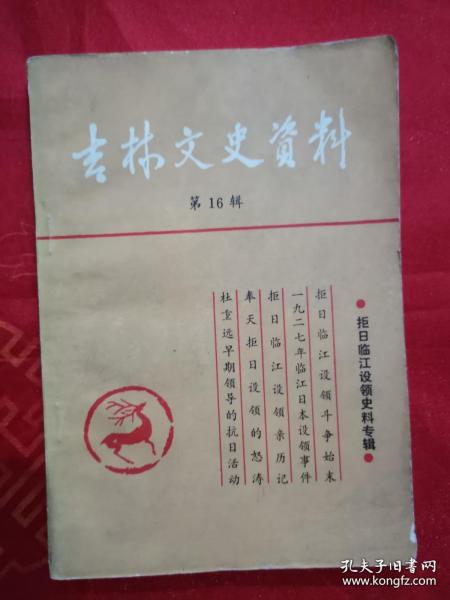 吉林文史资料
第16辑
●拒日临江设领史料专辑●
拒日临江设领斗争始末
一九二七年临江日本设领事件
拒日临江设领亲历记
奉天拒日设领的怒涛
杜重远早期领导的抗日活动
孔夫子旧书网
www.kongfz.com